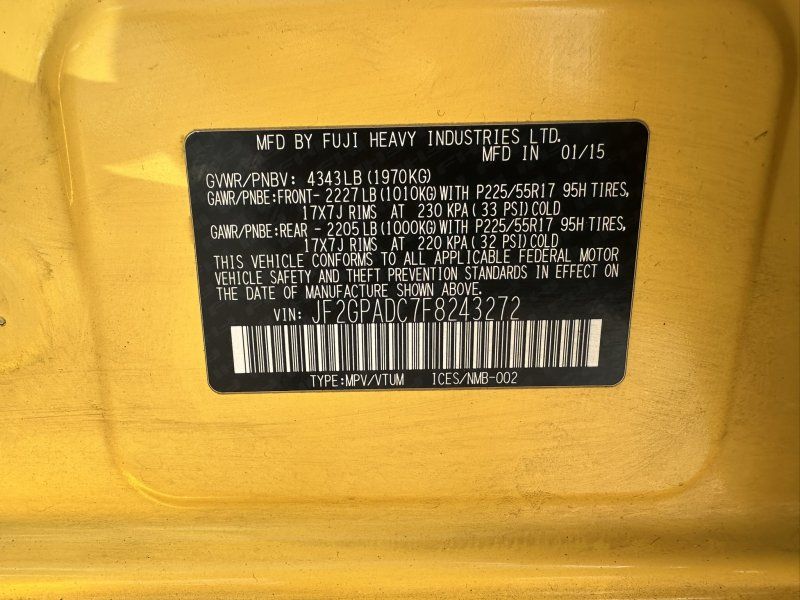 MFD BY FUJI HEAVY INDUSTRIES LTD.
MFD IN 01/15
GVWR/PNBV: 4343LB (1970KG)
GAWR/PNBE:FRONT- 2227LB (1010KG) WITH P225/55R17 95H TIRES,
17X7J RIMS AT 230 KPA (33 PSI) COLD
GAWR/PNBE:REAR - 2205LB (1000KG) WITH P225/55R17 95H TIRES,
17X7J RIMS AT 220 KPA (32 PSI) COLD
THIS VEHICLE CONFORMS TO ALL APPLICABLE FEDERAL MOTOR
VEHICLE SAFETY AND THEFT PREVENTION STANDARDS IN EFFECT ON
THE DATE OF MANUFACTURE SHOWN ABOVE.
VIN: JF2GPADC7F8243272
TYPE:MPV/VTUM ICES/NMB-002